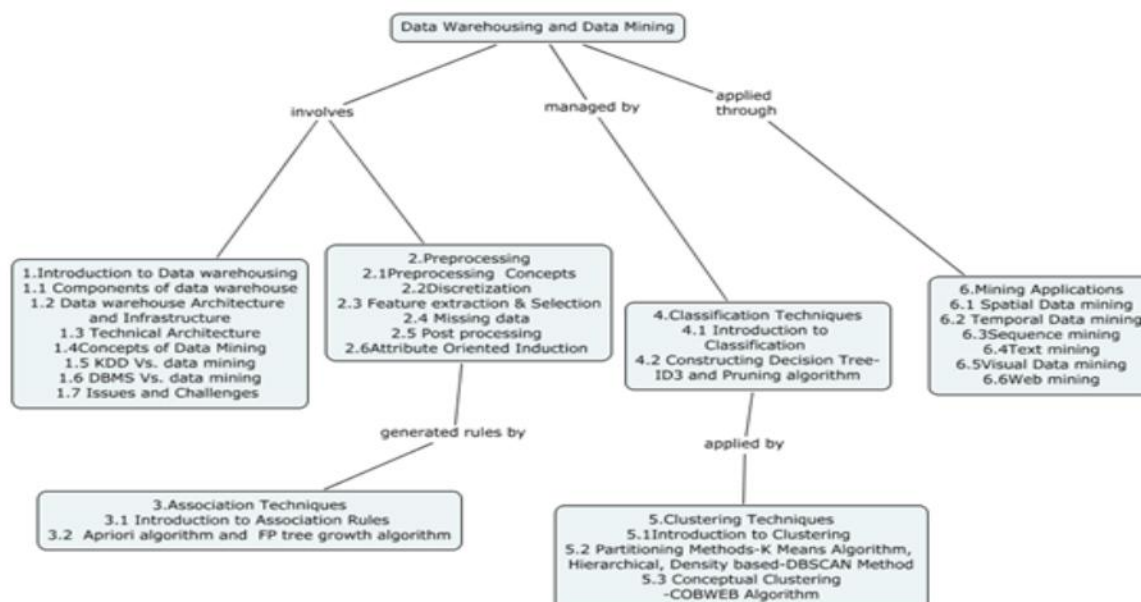 Data Warehousing and Data Mining
involves
managed by
applied
through
1.Introduction to Data warehousing
1.1 Components of data warehouse
1.2 Data warehouse Architecture
and Infrastructure
1.3 Technical Architecture
1.4Concepts of Data Mining
1.5 KDD Vs. data mining
1.6 DBMS Vs. data mining
1.7 Issues and Challenges
2.Preprocessing
2.1Preprocessing Concepts
2.2Discretization
2.3 Feature extraction & Selection
2.4 Missing data
2.5 Post processing
2.6Attribute Oriented Induction
4.Classification Techniques
4.1 Introduction to
Classification
4.2 Constructing Decision Tree-
ID3 and Pruning algorithm
6.Mining Applications
6.1 Spatial Data mining
6.2 Temporal Data mining
6.3Sequence mining
6.4Text mining
6.5Visual Data mining
6.6Web mining
generated rules by
applied by
3.Association Techniques
3.1 Introduction to Association Rules
3.2 Apriori algorithm and FP tree growth algorithm
5.Clustering Techniques
5.1Introduction to Clustering
5.2 Partitioning Methods-K Means Algorithm,
Hierarchical, Density based-DBSCAN Method
5.3 Conceptual Clustering
-COBWEB Algorithm